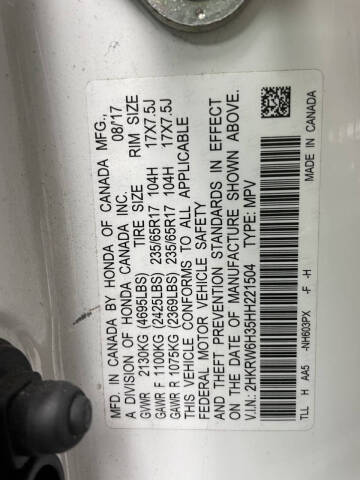 MFD. IN CANADA BY HONDA OF CANADA MFG.,
A DIVISION OF HONDA CANADA INC. 08/17
GVWR 2130KG (4695LBS) TIRE SIZE RIM SIZE
GAWR F 1100KG (2425LBS) 235/65R17 104H 17X7.5J
GAWR R 1075KG (2369LBS) 235/65R17 104H 17X7.5J
THIS VEHICLE CONFORMS TO ALL APPLICABLE
FEDERAL MOTOR VEHICLE SAFETY
AND THEFT PREVENTION STANDARDS IN EFFECT
ON THE DATE OF MANUFACTURE SHOWN ABOVE.
V.I.N.: 2HKRW6H35HH221504 TYPE: MPV
TLL H AA5 -NH603PX -F -H MADE IN CANADA